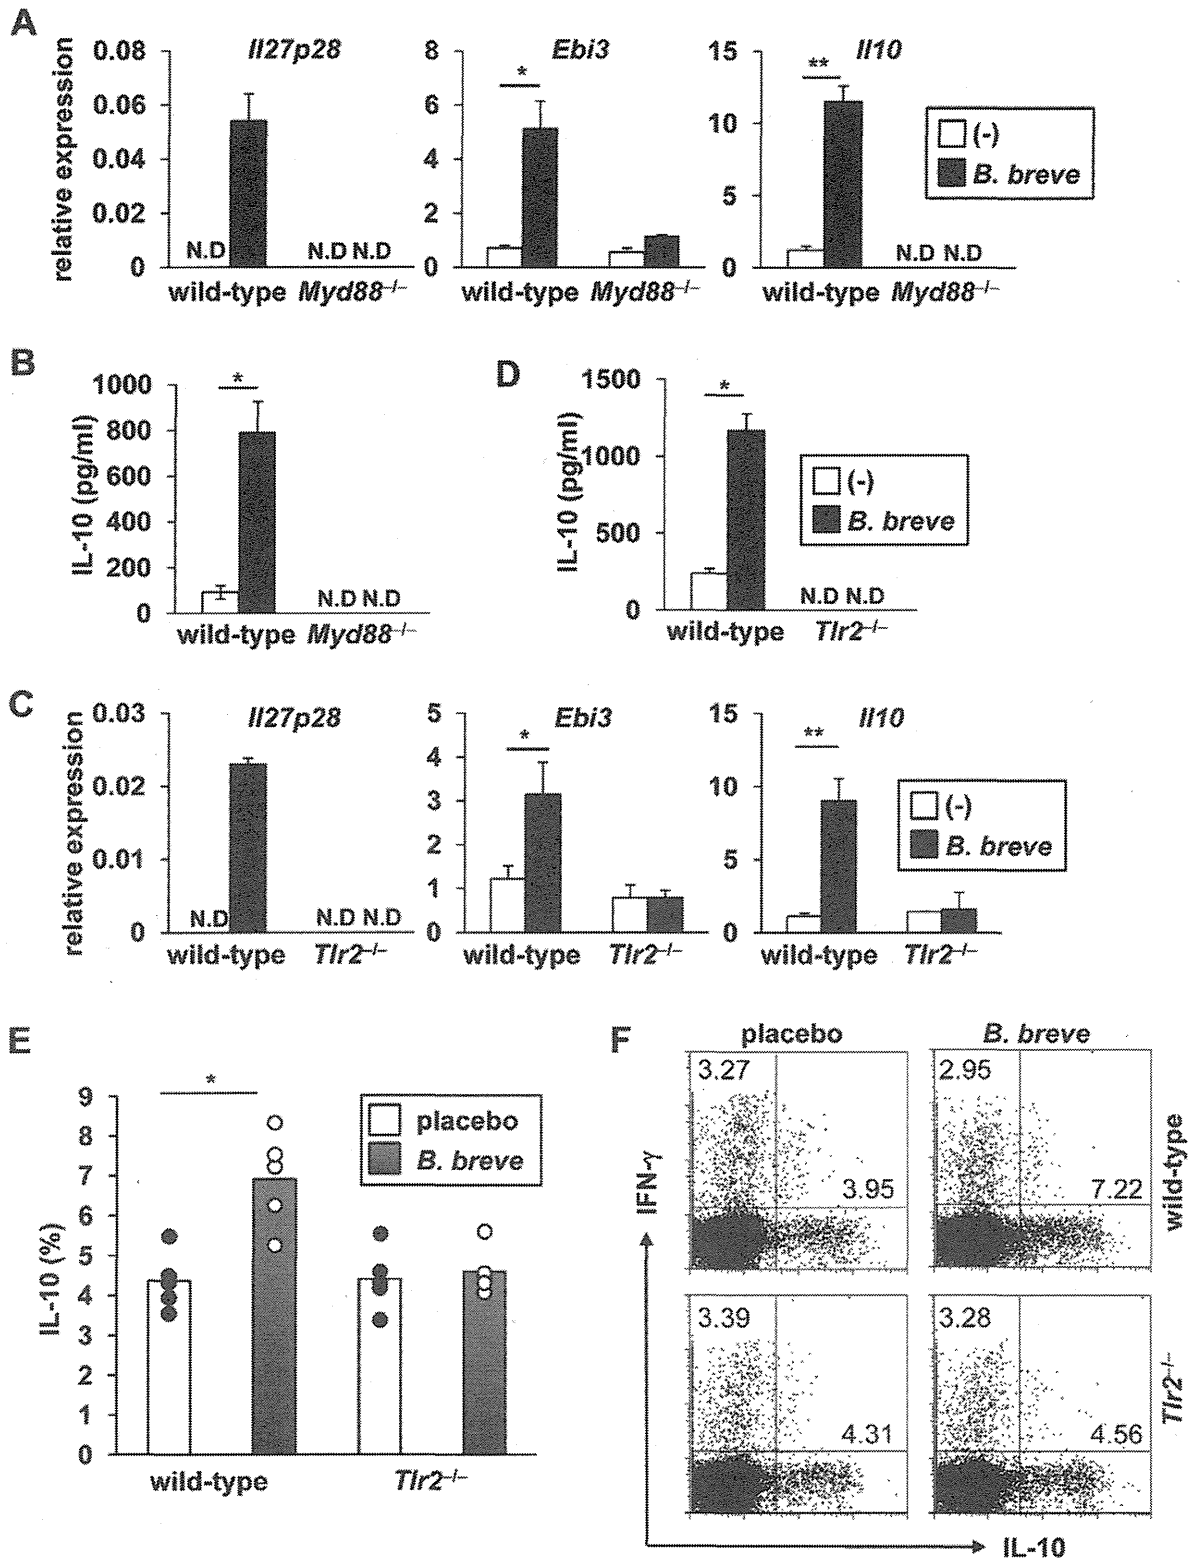 A
Il27p28
Ebi3
Il10
relative expression
0.08
0.06
0.04
0.02
0
N.D
N.D N.D
wild-type Myd88–/–
8
6
4
2
0
*
wild-type Myd88–/–
15
10
5
0
**
N.D N.D
wild-type Myd88–/–
(-)
B. breve
B
IL-10 (pg/ml)
1000
800
600
400
200
0
*
N.D N.D
wild-type Myd88–/–
D
IL-10 (pg/ml)
1500
1000
500
0
*
N.D N.D
wild-type Tlr2–/–
(-)
B. breve
C
Il27p28
Ebi3
Il10
relative expression
0.03
0.02
0.01
0
N.D
N.D N.D
wild-type Tlr2–/–
5
4
3
2
1
0
*
wild-type Tlr2–/–
15
10
5
0
**
wild-type Tlr2–/–
(-)
B. breve
E
IL-10 (%)
9
8
7
6
5
4
3
2
1
0
*
placebo
B. breve
wild-type
Tlr2–/–
F
placebo
B. breve
3.27
3.95
2.95
7.22
wild-type
3.39
4.31
3.28
4.56
Tlr2–/–
IFN-γ
IL-10